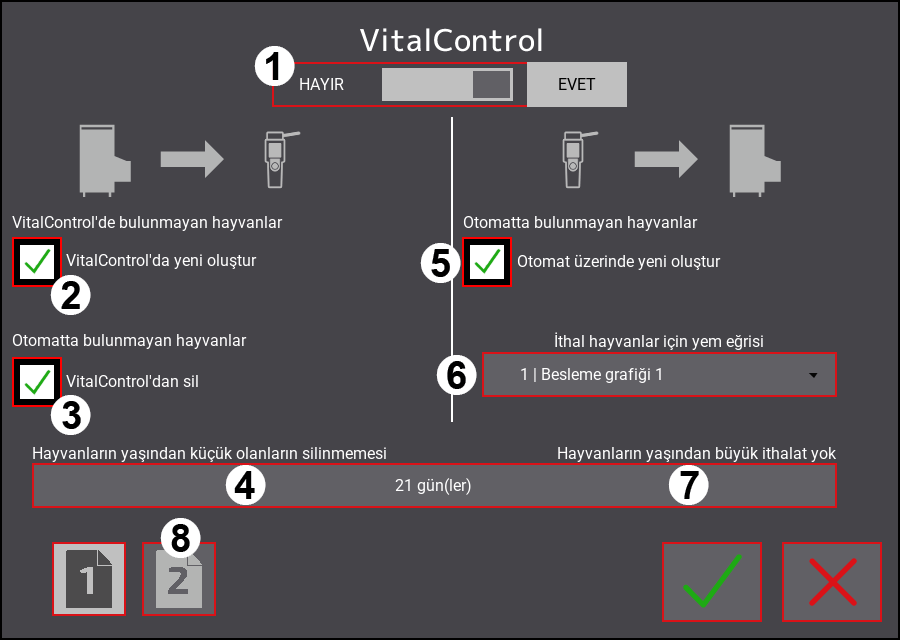 VitalControl
1 HAYIR EVET
VitalControl'de bulunmayan hayvanlar
VitalControl'da yeni oluştur
2
Otomatta bulunmayan hayvanlar
VitalControl'dan sil
3
Otomatta bulunmayan hayvanlar
5 Otomat üzerinde yeni oluştur
İthal hayvanlar için yem eğrisi
6 1 | Besleme grafiği 1
Hayvanların yaşından küçük olanların silinmemesi Hayvanların yaşından büyük ithalat yok
4 21 gün(ler) 7
8
1 2